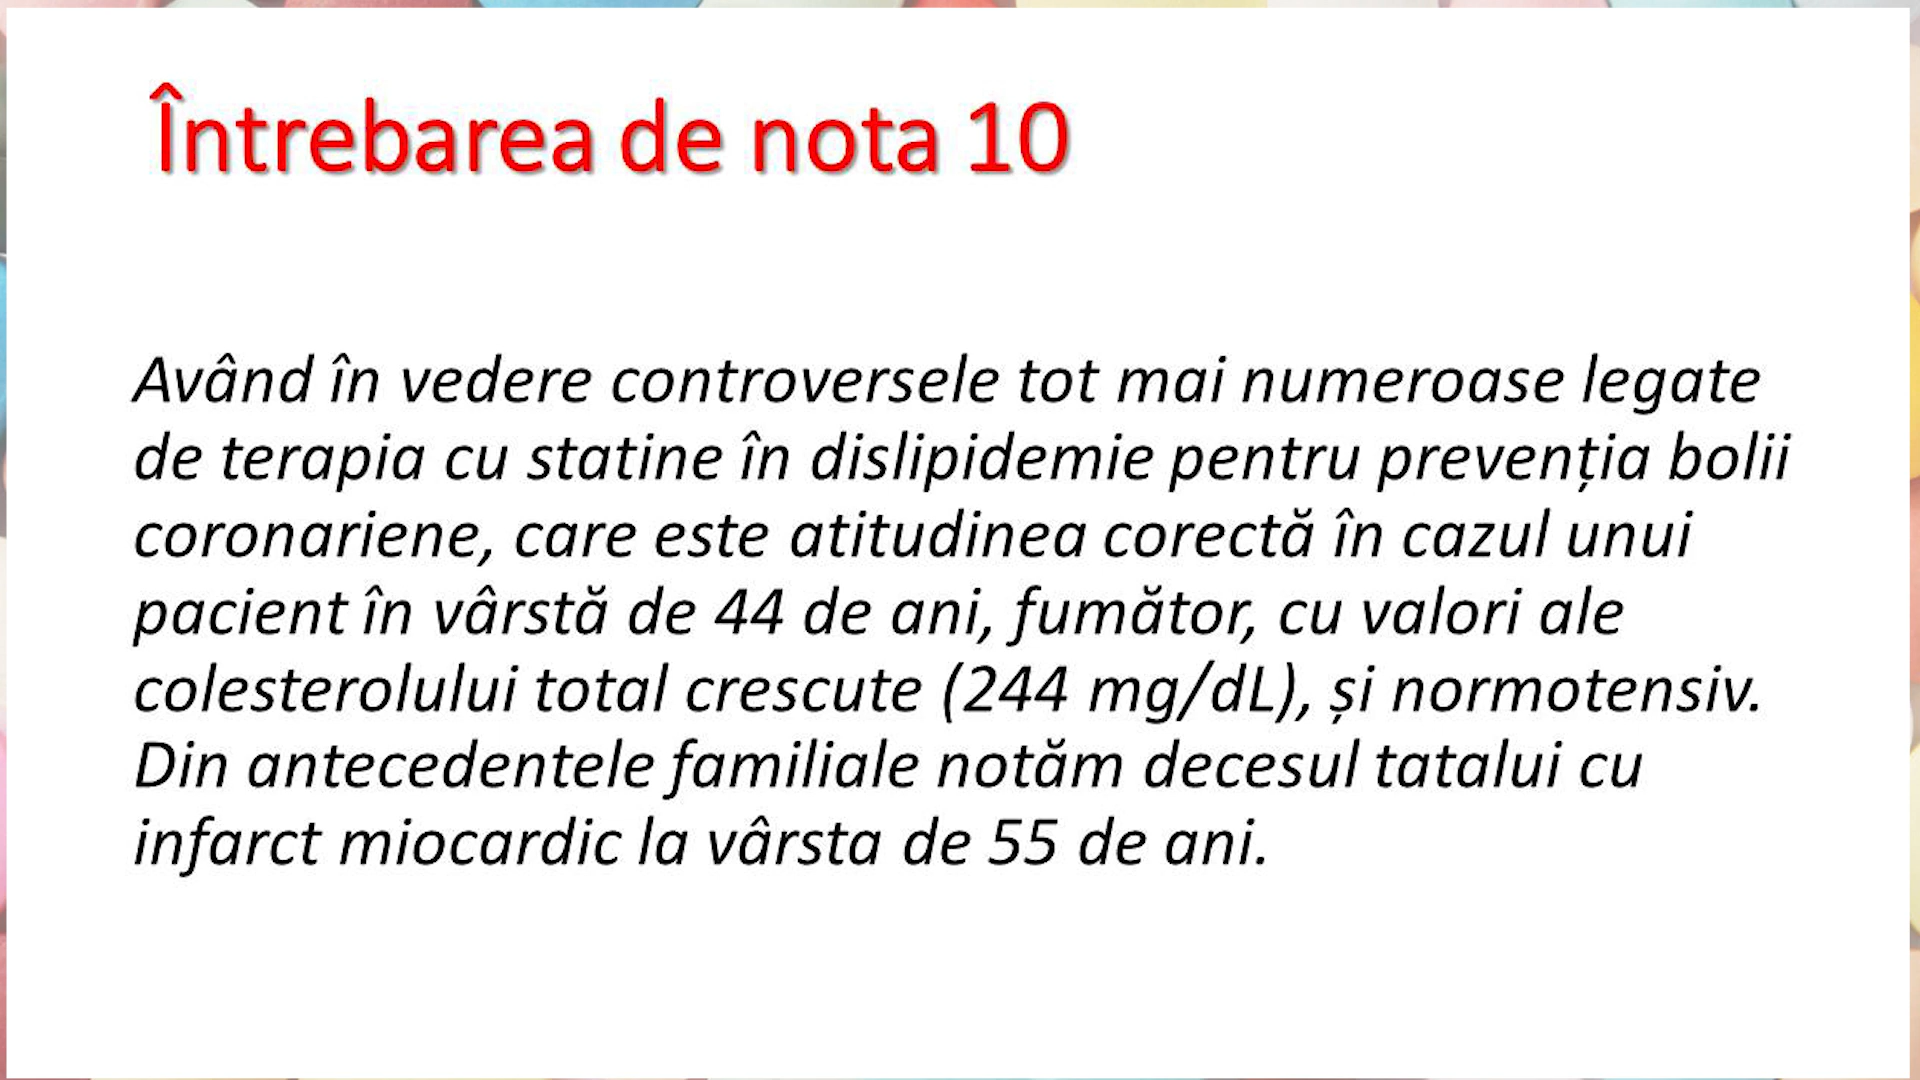 Întrebarea de nota 10
Având în vedere controversele tot mai numeroase legate
de terapia cu statine în dislipidemie pentru prevenția bolii
coronariene, care este atitudinea corectă în cazul unui
pacient în vârstă de 44 de ani, fumător, cu valori ale
colesterolului total crescute (244 mg/dL), și normotensiv.
Din antecedentele familiale notăm decesul tatalui cu
infarct miocardic la vârsta de 55 de ani.